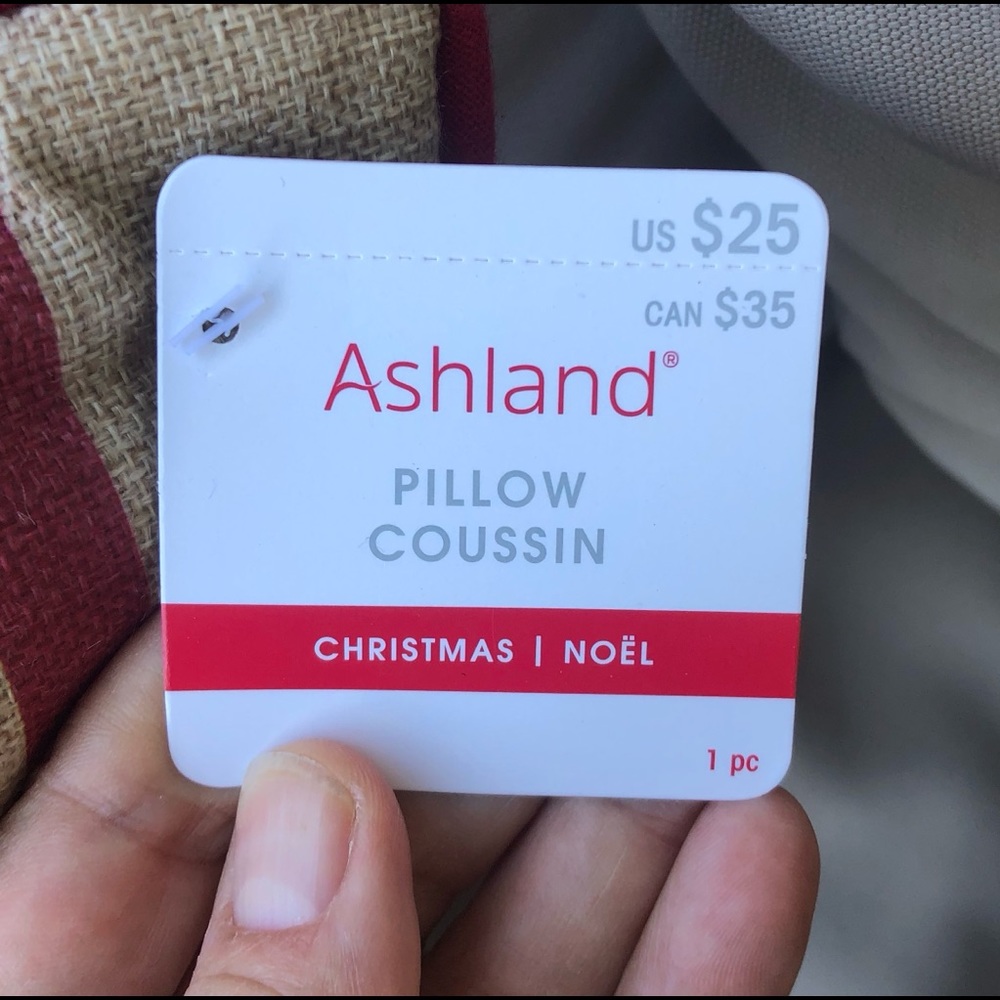 US $25
CAN $35
Ashland®
PILLOW
COUSSIN
CHRISTMAS | NOËL
1 pc